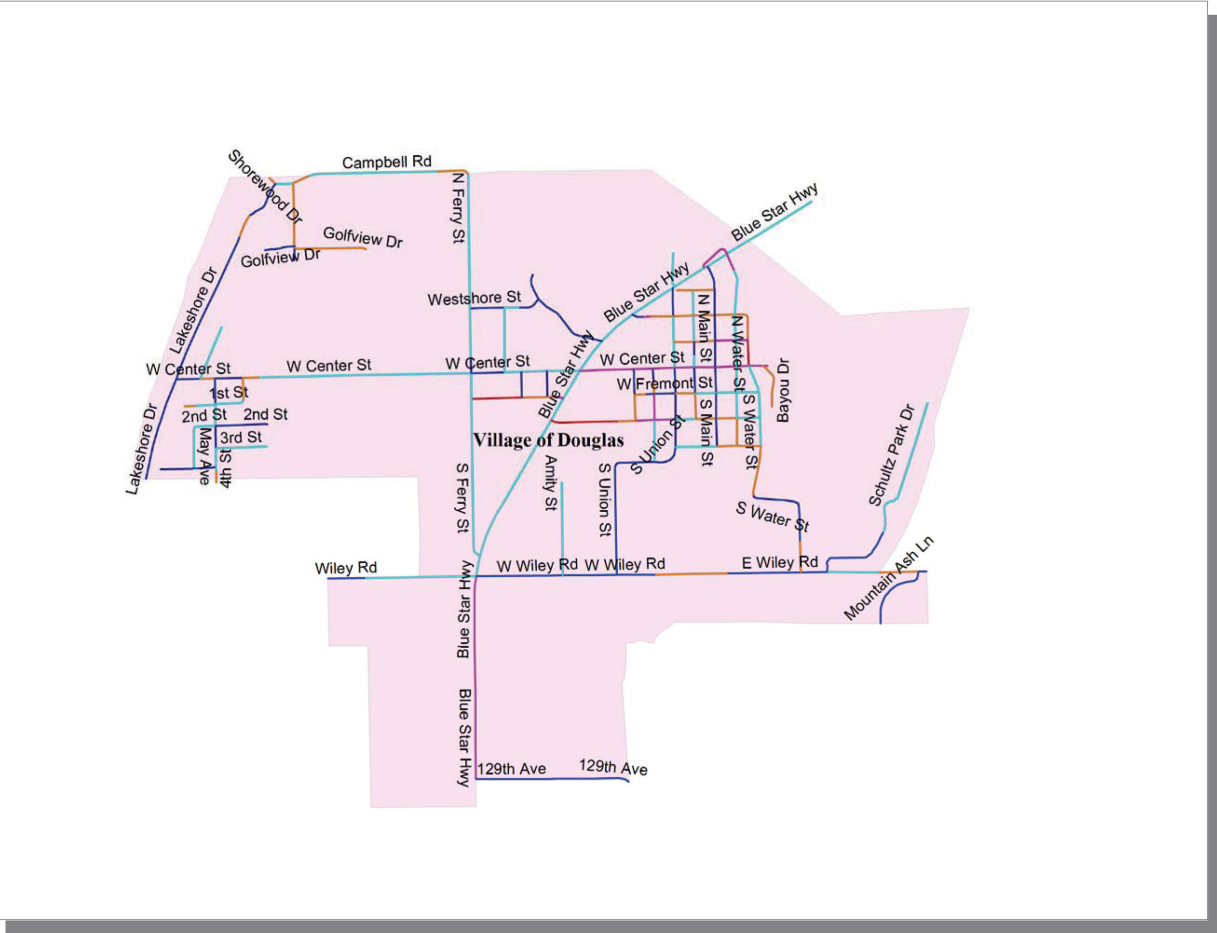 Shorewood Dr
Campbell Rd
N Ferry St
Blue Star Hwy
Golfview Dr
Golfview Dr
Lakeshore Dr
Westshore St
Blue Star Hwy
N Main St
N Water St
W Center St
W Center St
W Center St
Blue Star Hwy
W Center St
W Fremont St
Bayou Dr
1st St
2nd St
2nd St
3rd St
May Ave
4th St
Lakeshore Dr
Village of Douglas
S Union St
S Main St
S Water St
S Ferry St
Amity St
S Union St
S Water St
Schultz Park Dr
Wiley Rd
W Wiley Rd
W Wiley Rd
E Wiley Rd
Mountain Ash Ln
Blue Star Hwy
Blue Star Hwy
129th Ave
129th Ave